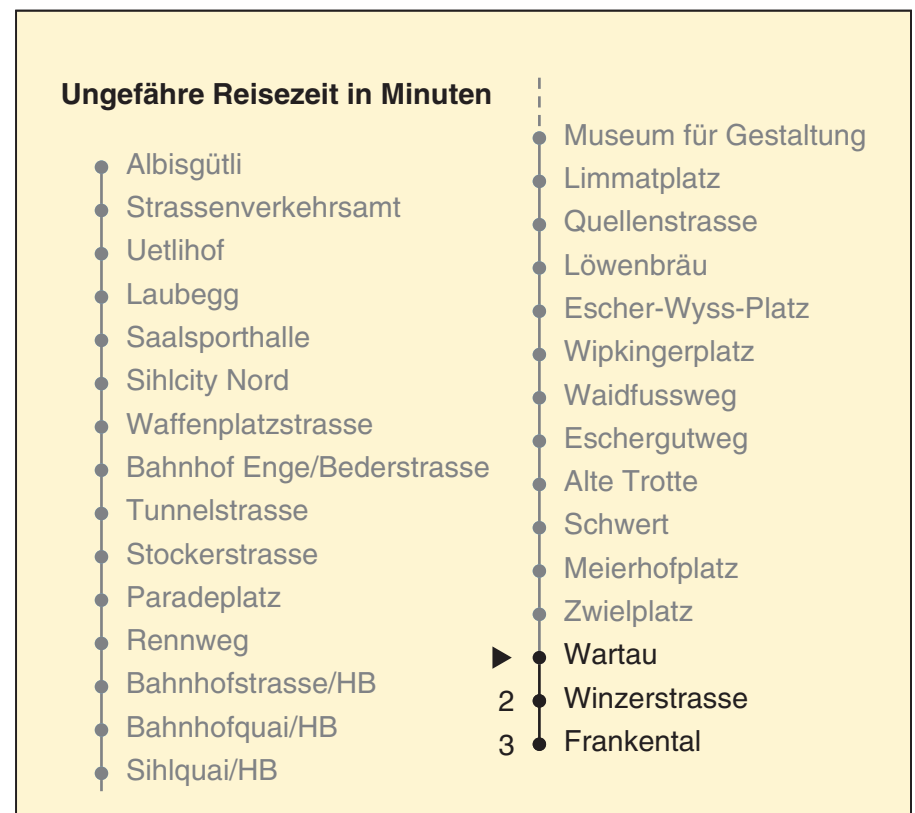 Ungefähre Reisezeit in Minuten
Albisgütli
Strassenverkehrsamt
Uetlihof
Laubegg
Saalsporthalle
Sihlcity Nord
Waffenplatzstrasse
Bahnhof Enge/Bederstrasse
Tunnelstrasse
Stockerstrasse
Paradeplatz
Rennweg
Bahnhofstrasse/HB
Bahnhofquai/HB
Sihlquai/HB
Museum für Gestaltung
Limmatplatz
Quellenstrasse
Löwenbräu
Escher-Wyss-Platz
Wipkingerplatz
Waidfussweg
Eschergutweg
Alte Trotte
Schwert
Meierhofplatz
Zwielplatz
Wartau
2 Winzerstrasse
3 Frankental